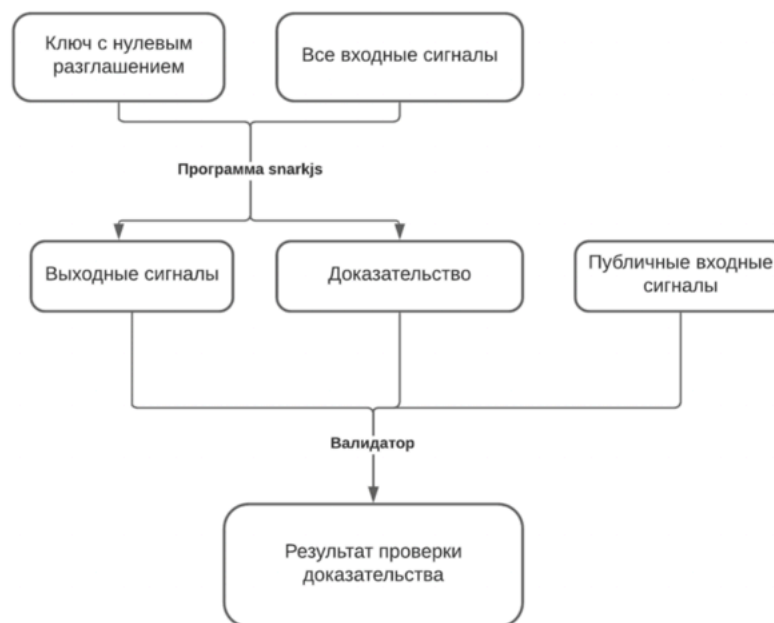 Ключ с нулевым
разглашением
Все входные сигналы
Программа snarkjs
Выходные сигналы
Доказательство
Публичные входные
сигналы
Валидатор
Результат проверки
доказательства